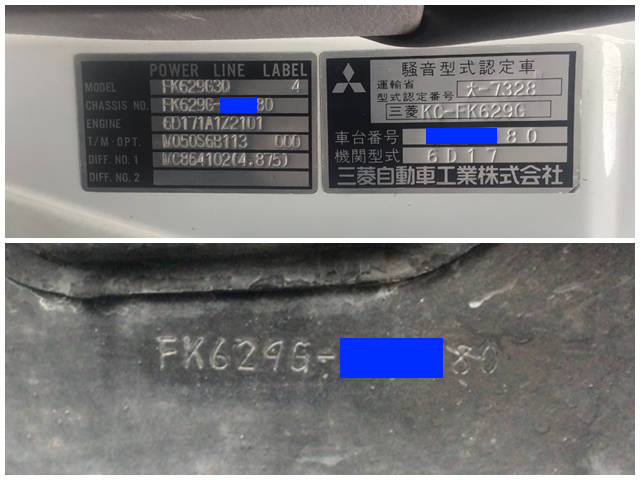 POWER LINE LABEL
MODEL FK629G3D 4
CHASSIS NO. FK629G- 80
ENGINE 6D171A1Z2101
T/M・OPT. M050S6B113 000
DIFF. NO. 1 MC864102(4.875)
DIFF. NO. 2
騒音型式認定車
運輸省
型式認定番号 大-7328
三菱 KC-FK629G
車台番号 80
機関型式 6D17
三菱自動車工業株式会社
FK629G- 80